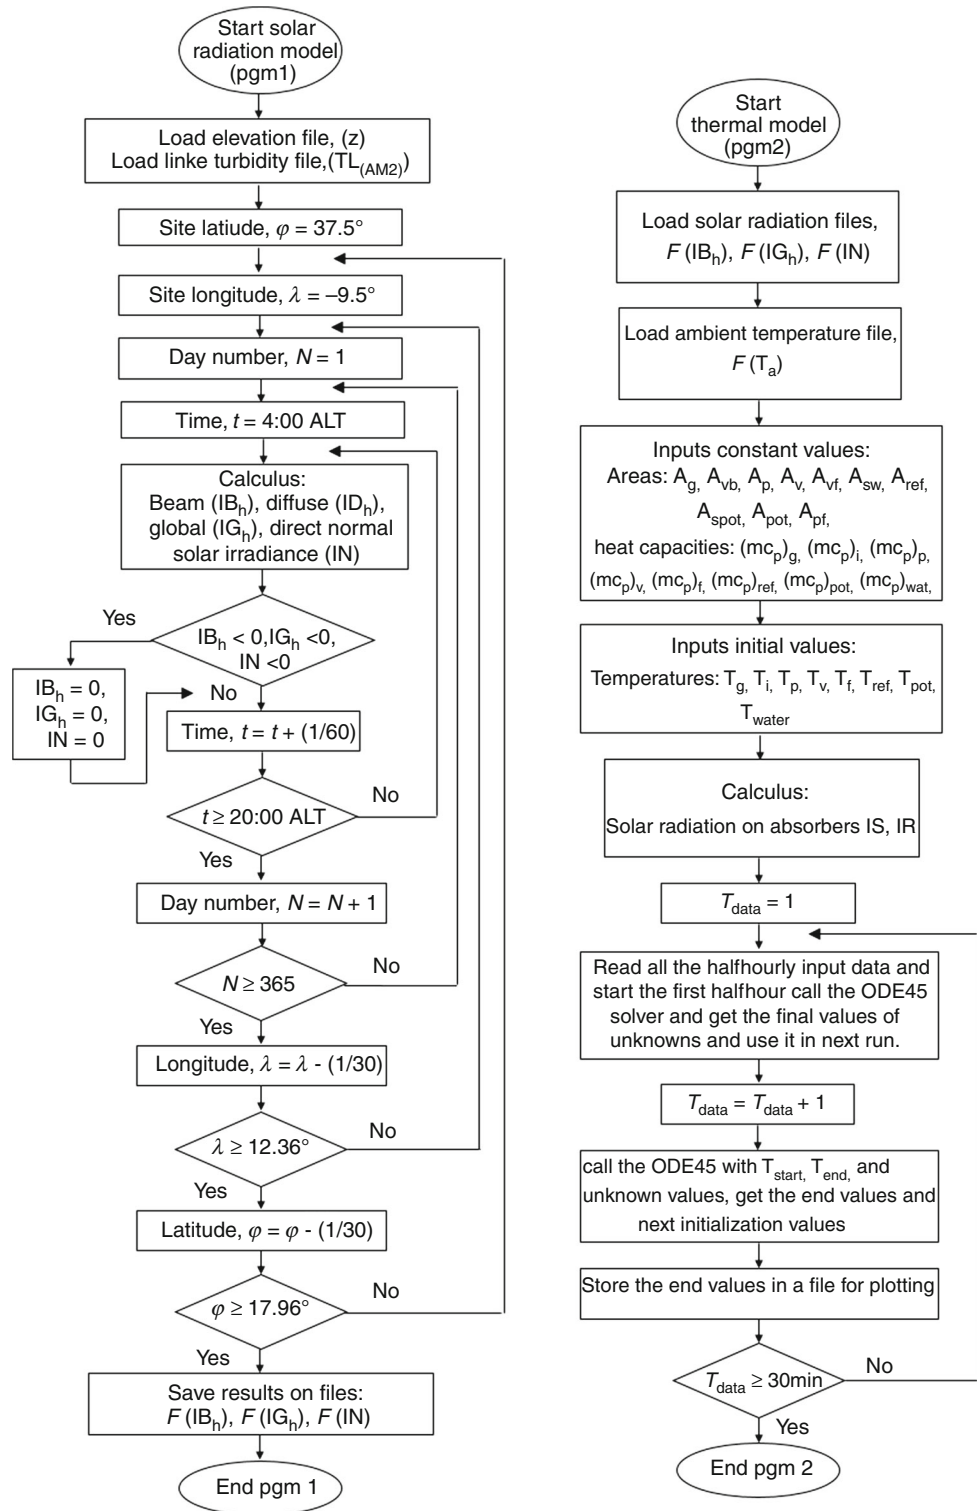 Start solar
radiation model
(pgm1)
Load elevation file, (z)
Load linke turbidity file,(TL(AM2))
Site latiude, φ = 37.5°
Site longitude, λ = –9.5°
Day number, N = 1
Time, t = 4:00 ALT
Calculus:
Beam (IBh), diffuse (IDh),
global (IGh), direct normal
solar irradiance (IN)
Yes
IBh < 0,IGh <0,
IN <0
IBh = 0,
IGh = 0,
IN = 0
No
Time, t = t + (1/60)
t ≥ 20:00 ALT
No
Yes
Day number, N = N + 1
N ≥ 365
No
Yes
Longitude, λ = λ - (1/30)
λ ≥ 12.36°
No
Yes
Latitude, φ = φ - (1/30)
φ ≥ 17.96°
No
Yes
Save results on files:
F (IBh), F (IGh), F (IN)
End pgm 1
Start
thermal model
(pgm2)
Load solar radiation files,
F (IBh), F (IGh), F (IN)
Load ambient temperature file,
F (Ta)
Inputs constant values:
Areas: Ag, Avb, Ap, Av, Avf, Asw, Aref,
Aspot, Apot, Apf,
heat capacities: (mcp)g, (mcp)i, (mcp)p,
(mcp)v, (mcp)f, (mcp)ref, (mcp)pot, (mcp)wat,
Inputs initial values:
Temperatures: Tg, Ti, Tp, Tv, Tf, Tref, Tpot,
Twater
Calculus:
Solar radiation on absorbers IS, IR
Tdata = 1
Read all the halfhourly input data and
start the first halfhour call the ODE45
solver and get the final values of
unknowns and use it in next run.
Tdata = Tdata + 1
call the ODE45 with Tstart, Tend, and
unknown values, get the end values and
next initialization values
Store the end values in a file for plotting
Tdata ≥ 30min
No
Yes
End pgm 2